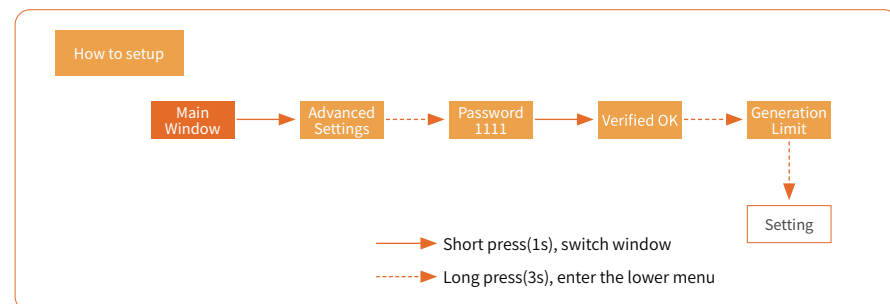 How to setup
Main
Window
Advanced
Settings
Password
1111
Verified OK
Generation
Limit
Setting
Short press(1s), switch window
Long press(3s), enter the lower menu